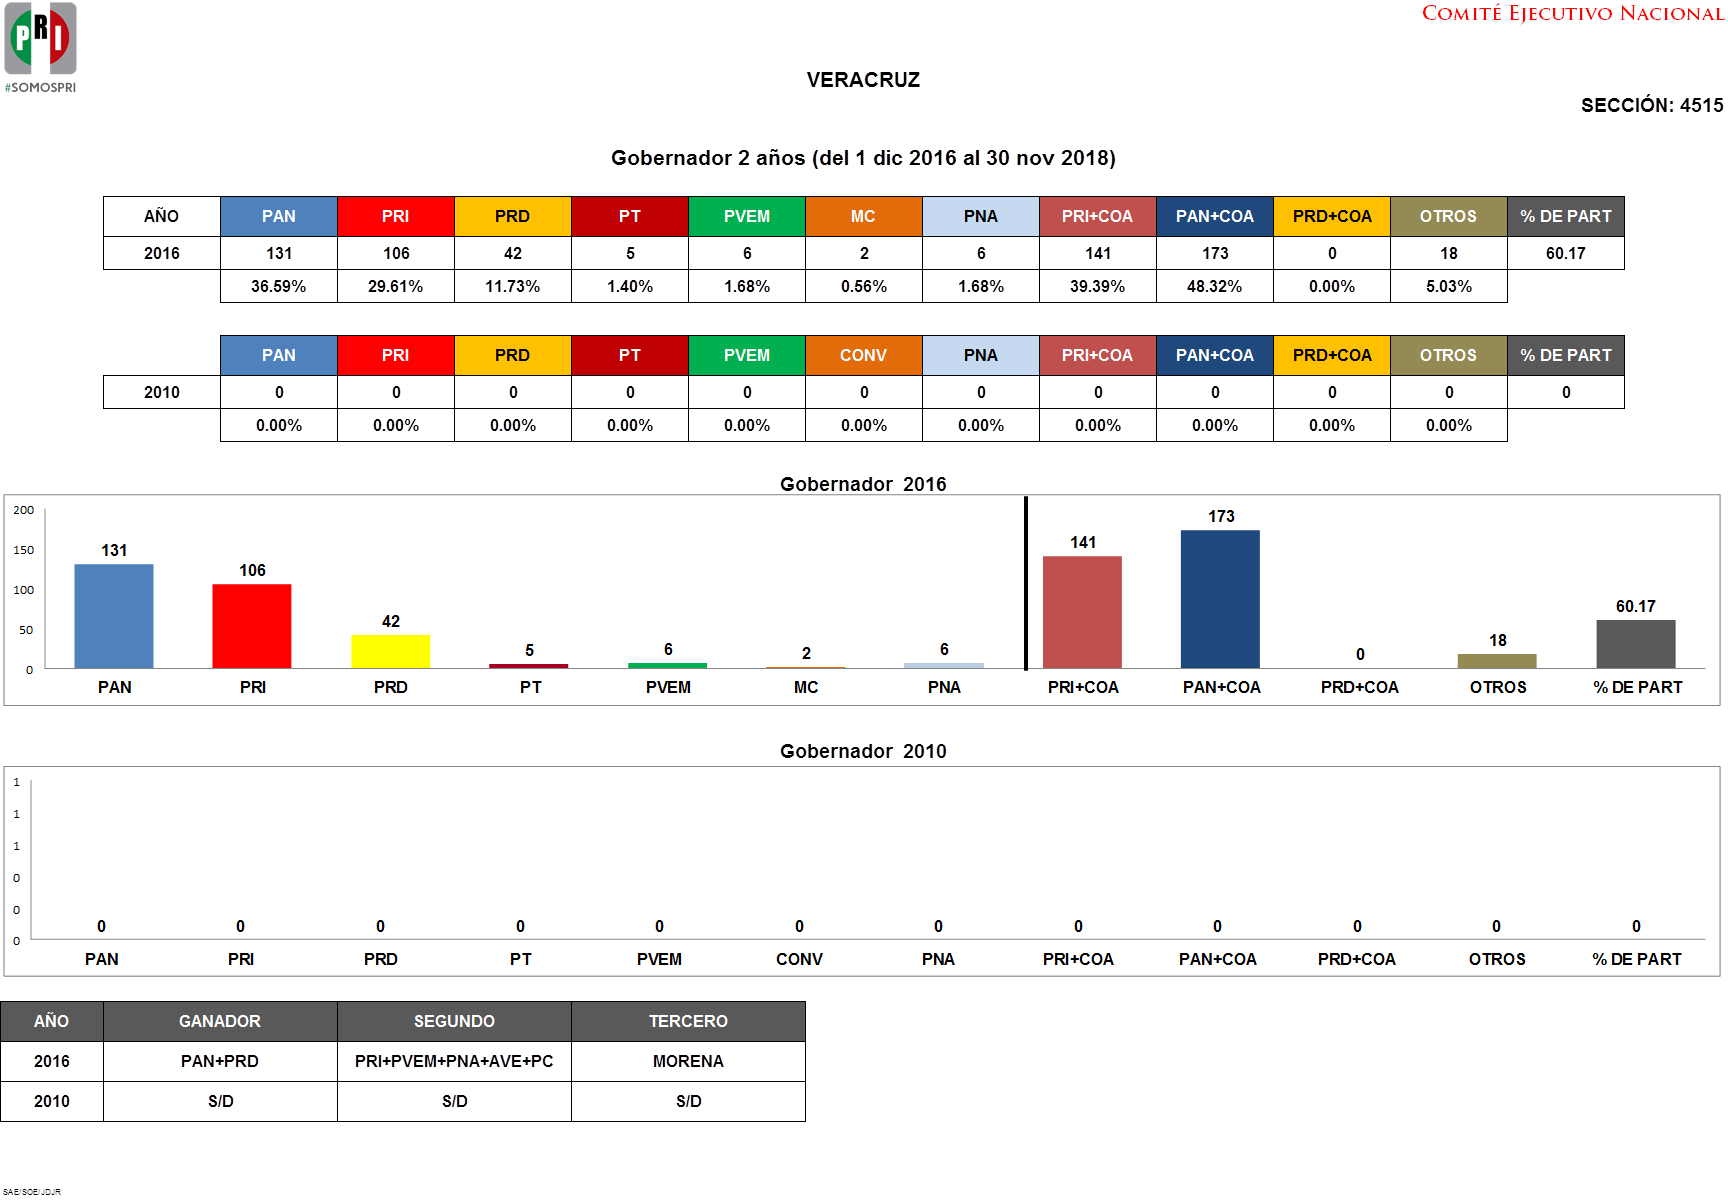 PRI
#SOMOSPRI
COMITÉ EJECUTIVO NACIONAL
VERACRUZ
SECCIÓN: 4515
Gobernador 2 años (del 1 dic 2016 al 30 nov 2018)
AÑO PAN PRI PRD PT PVEM MC PNA PRI+COA PAN+COA PRD+COA OTROS % DE PART
2016 131 106 42 5 6 2 6 141 173 0 18 60.17
36.59% 29.61% 11.73% 1.40% 1.68% 0.56% 1.68% 39.39% 48.32% 0.00% 5.03%
PAN PRI PRD PT PVEM CONV PNA PRI+COA PAN+COA PRD+COA OTROS % DE PART
2010 0 0 0 0 0 0 0 0 0 0 0 0
0.00% 0.00% 0.00% 0.00% 0.00% 0.00% 0.00% 0.00% 0.00% 0.00% 0.00%
Gobernador 2016
200
150
100
50
0
131 106 42 5 6 2 6 141 173 0 18 60.17
PAN PRI PRD PT PVEM MC PNA PRI+COA PAN+COA PRD+COA OTROS % DE PART
Gobernador 2010
1
1
1
0
0
0
0 0 0 0 0 0 0 0 0 0 0 0
PAN PRI PRD PT PVEM CONV PNA PRI+COA PAN+COA PRD+COA OTROS % DE PART
AÑO GANADOR SEGUNDO TERCERO
2016 PAN+PRD PRI+PVEM+PNA+AVE+PC MORENA
2010 S/D S/D S/D
SAE/SOE/JDJR